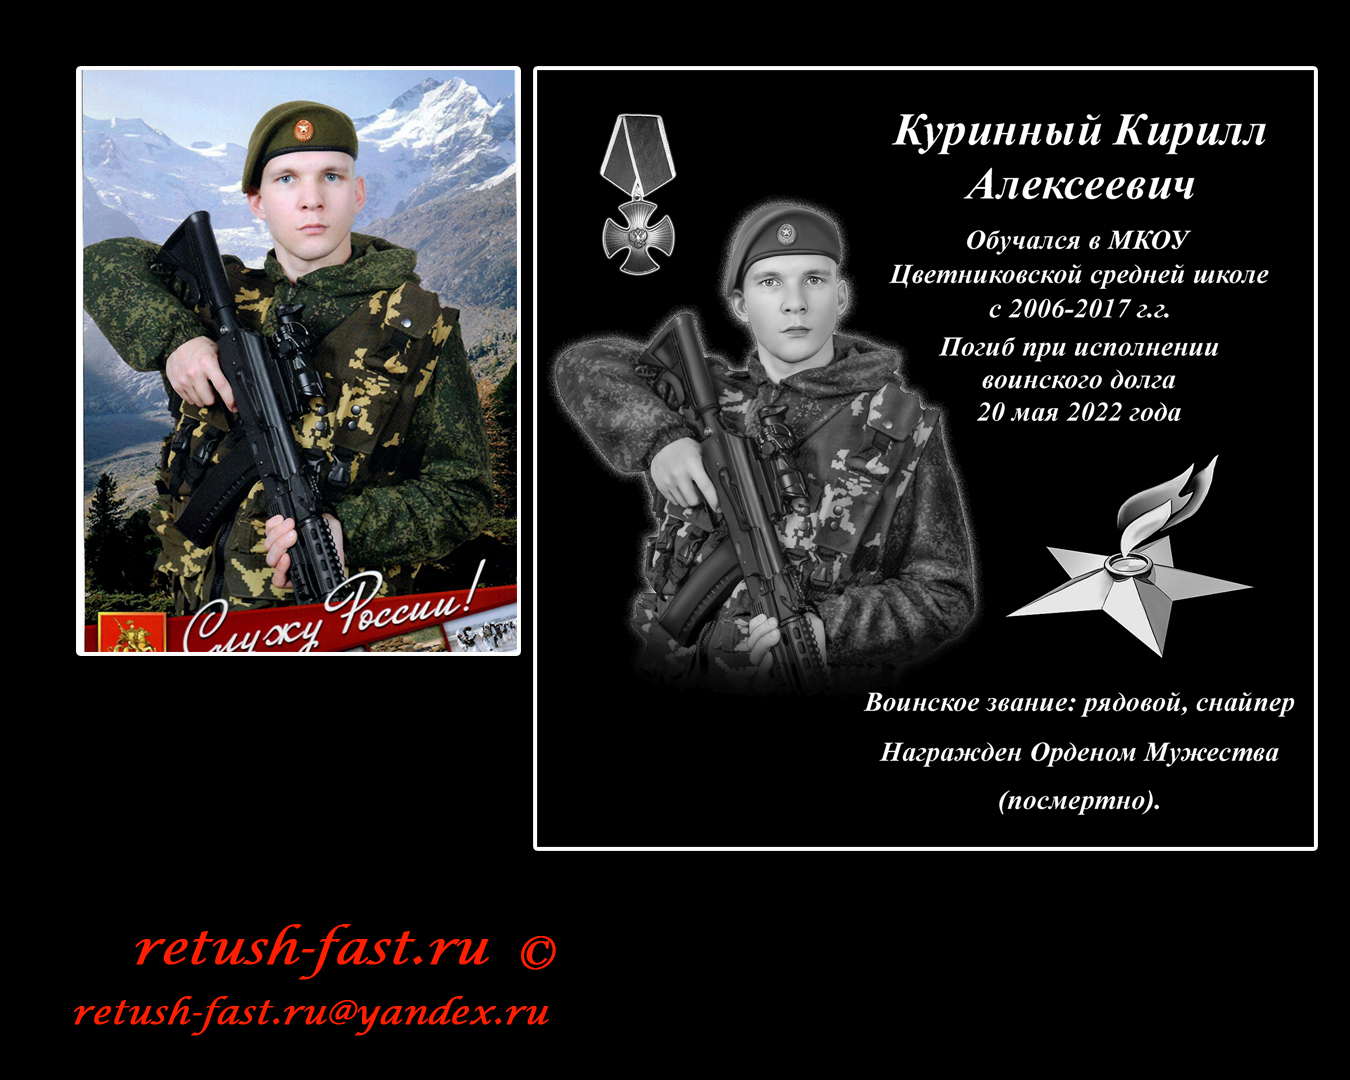 Служу России!
Куринный Кирилл
Алексеевич
Обучался в МКОУ
Цветниковской средней школе
с 2006-2017 г.г.
Погиб при исполнении
воинского долга
20 мая 2022 года
Воинское звание: рядовой, снайпер
Награжден Орденом Мужества
(посмертно).
retush-fast.ru ©
retush-fast.ru@yandex.ru